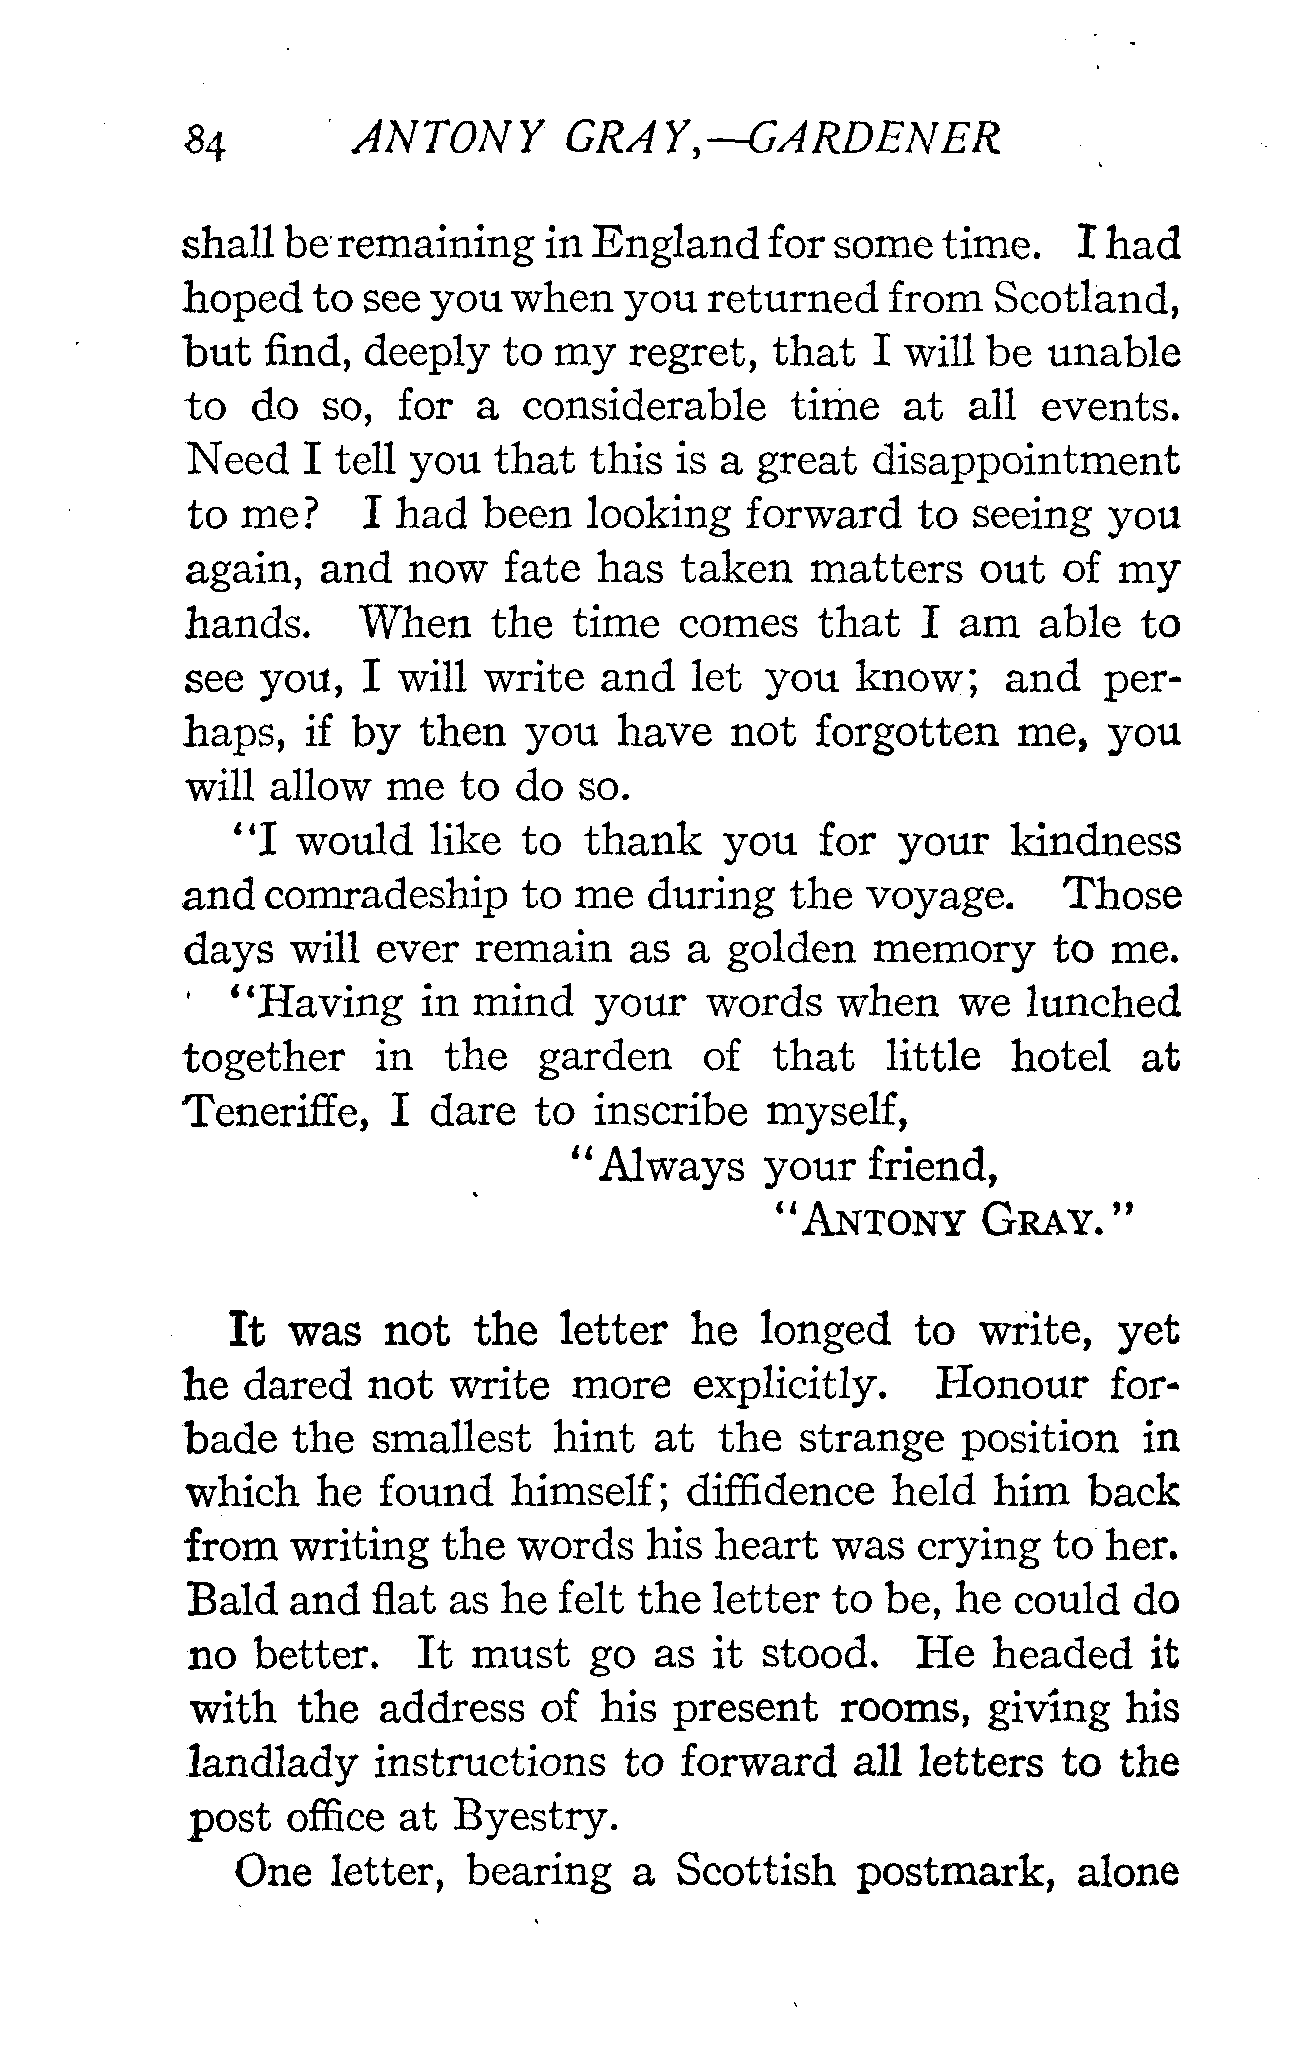 84 ANTONY GRAY,—GARDENER
shall be remaining in England for some time. I had
hoped to see you when you returned from Scotland,
but find, deeply to my regret, that I will be unable
to do so, for a considerable time at all events.
Need I tell you that this is a great disappointment
to me? I had been looking forward to seeing you
again, and now fate has taken matters out of my
hands. When the time comes that I am able to
see you, I will write and let you know; and per-
haps, if by then you have not forgotten me, you
will allow me to do so.
“I would like to thank you for your kindness
and comradeship to me during the voyage. Those
days will ever remain as a golden memory to me.
“Having in mind your words when we lunched
together in the garden of that little hotel at
Teneriffe, I dare to inscribe myself,
“Always your friend,
“ANTONY GRAY.”
It was not the letter he longed to write, yet
he dared not write more explicitly. Honour for-
bade the smallest hint at the strange position in
which he found himself; diffidence held him back
from writing the words his heart was crying to her.
Bald and flat as he felt the letter to be, he could do
no better. It must go as it stood. He headed it
with the address of his present rooms, giving his
landlady instructions to forward all letters to the
post office at Byestry.
One letter, bearing a Scottish postmark, alone